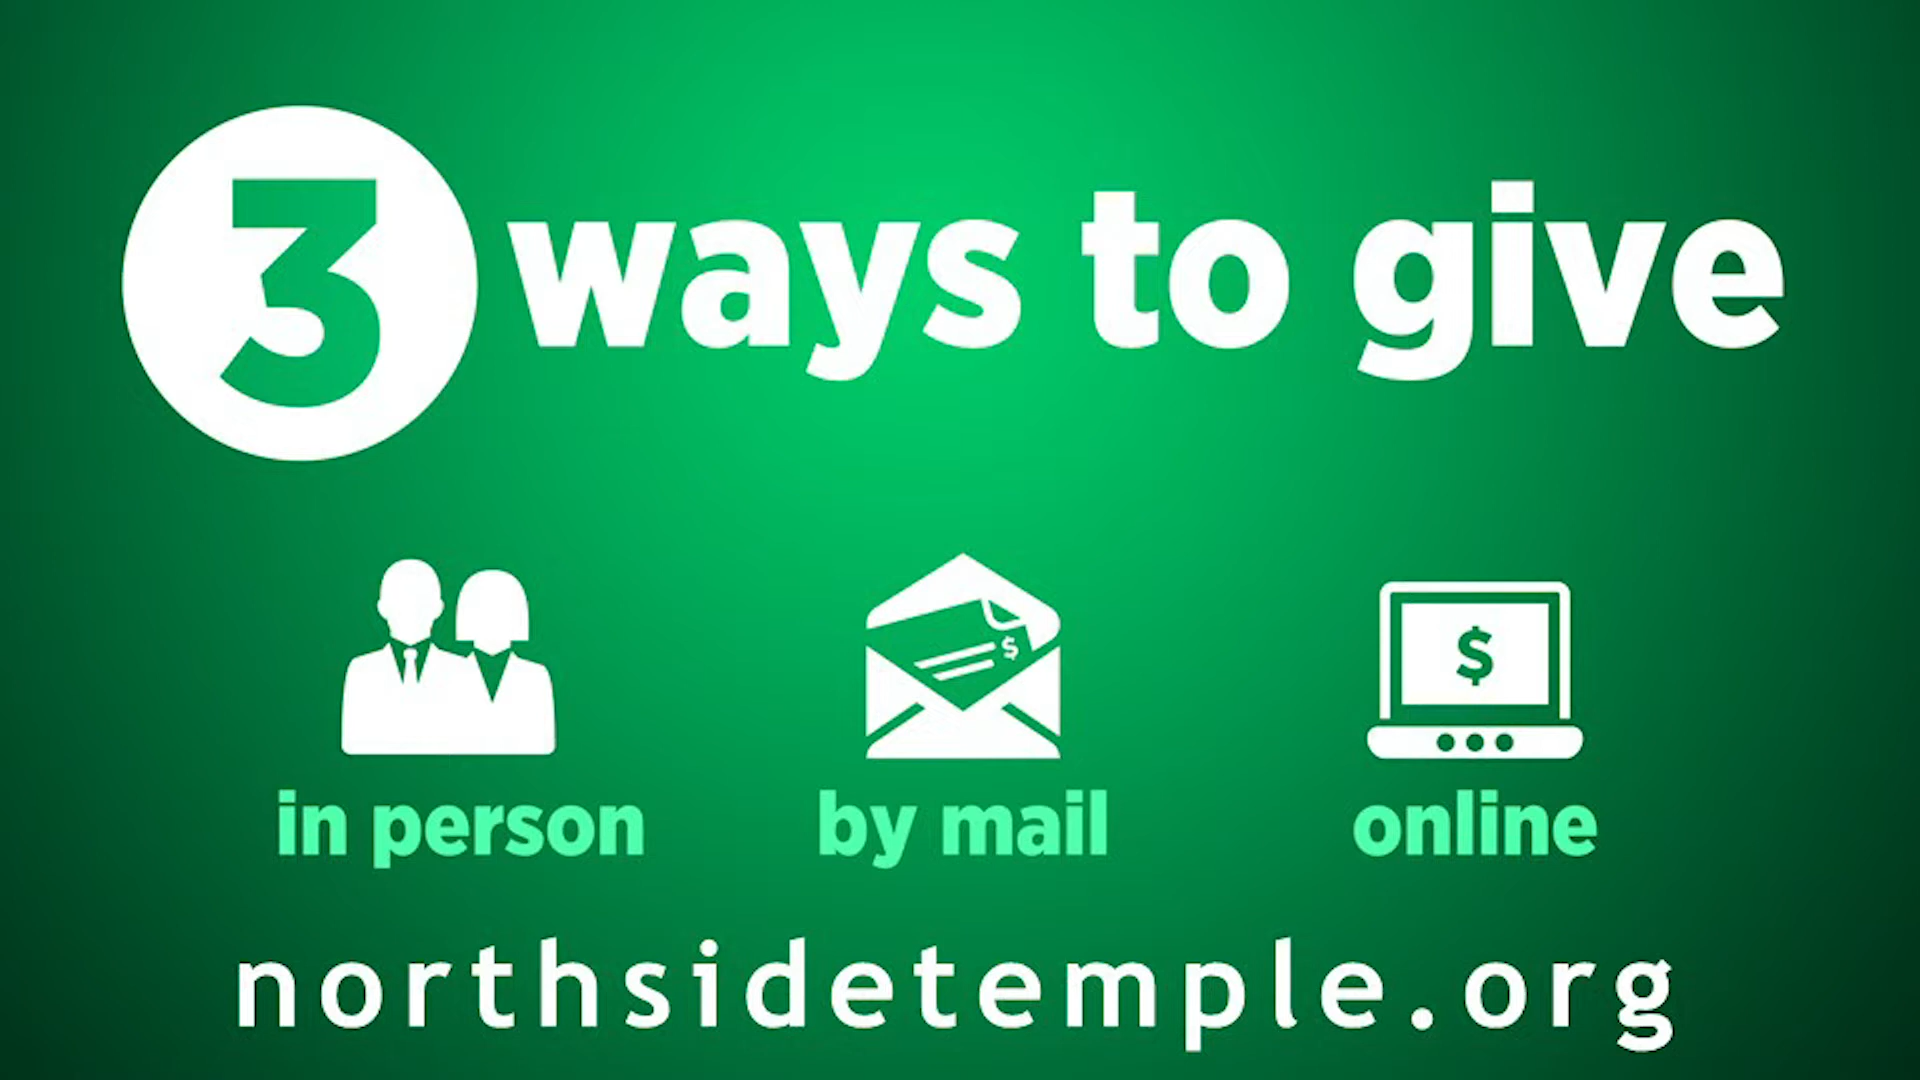 3 ways to give
$ $
in person by mail online
northsidetemple.org